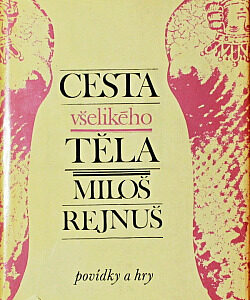 CESTA
všelikého
TĚLA
MILOŠ
REJNUŠ
povídky a hry